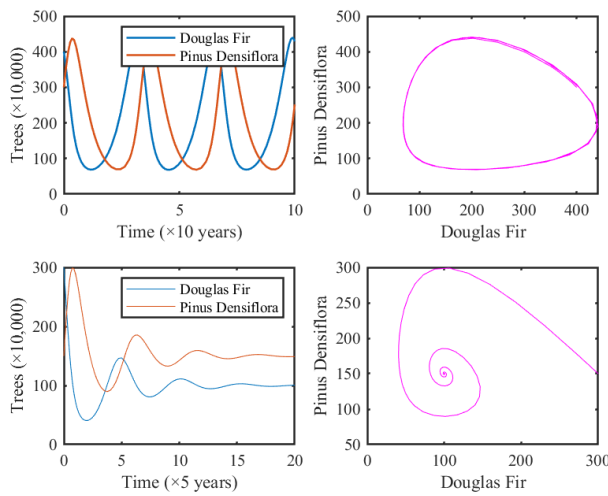 500
400
300
200
100
0
Trees (×10,000)
Douglas Fir
Pinus Densiflora
0 5 10
Time (×10 years)
500
400
300
200
100
0
Pinus Densiflora
0 100 200 300 400
Douglas Fir
300
200
100
0
Trees (×10,000)
Douglas Fir
Pinus Densiflora
0 5 10 15 20
Time (×5 years)
300
250
200
150
100
50
Pinus Densiflora
0 100 200 300
Douglas Fir